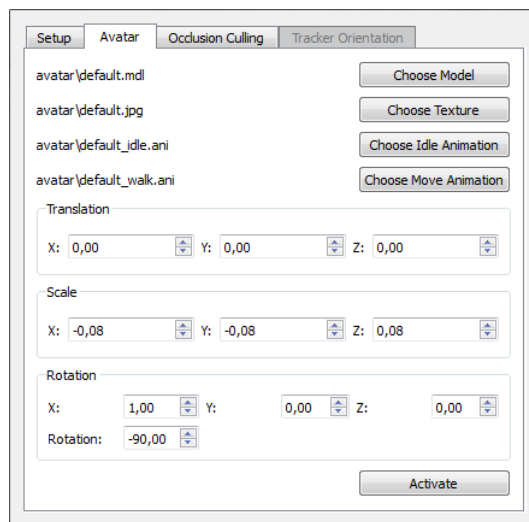 Setup Avatar Occlusion Culling Tracker Orientation
avatar\default.mdl Choose Model
avatar\default.jpg Choose Texture
avatar\default_idle.ani Choose Idle Animation
avatar\default_walk.ani Choose Move Animation
Translation
X: 0,00 Y: 0,00 Z: 0,00
Scale
X: -0,08 Y: -0,08 Z: 0,08
Rotation
X: 1,00 Y: 0,00 Z: 0,00
Rotation: -90,00
Activate